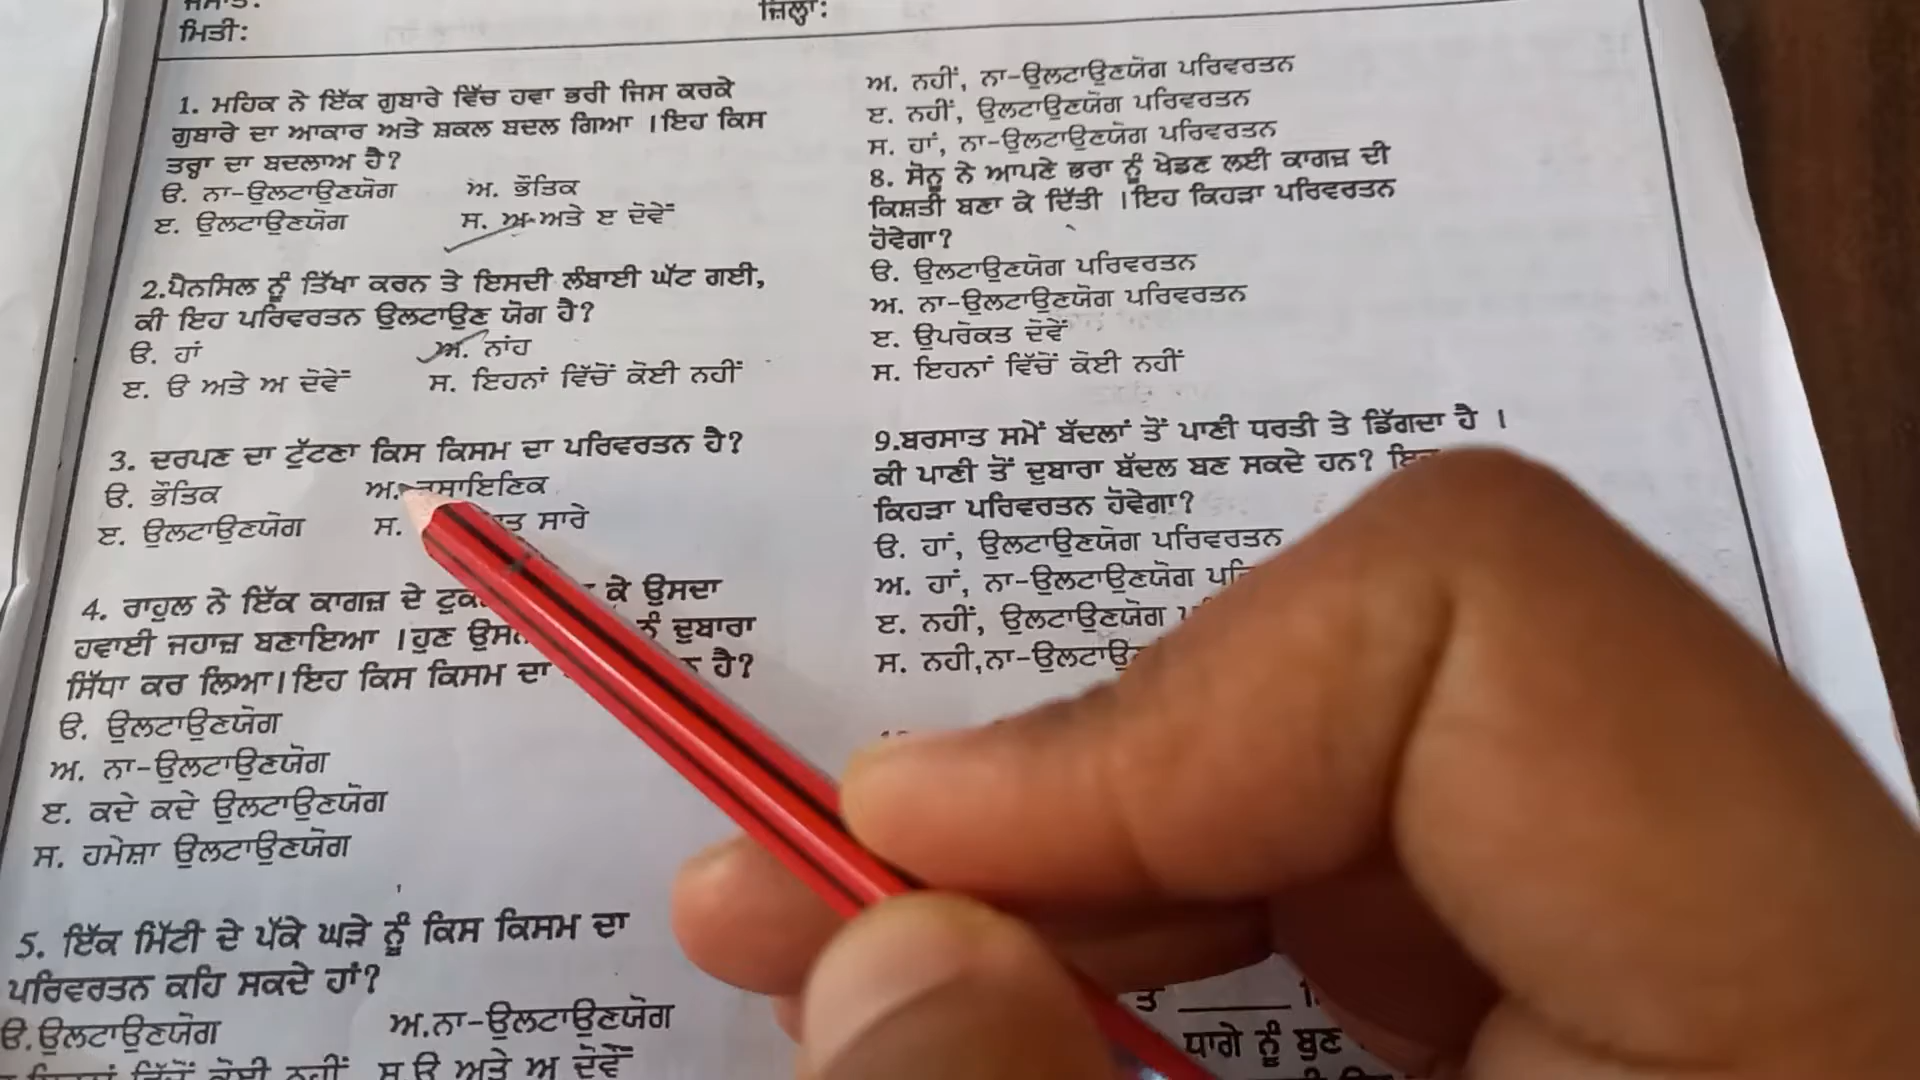 ਮਿਤੀ:
ਜ਼ਿਲ੍ਹਾ:
1. ਮਹਿਕ ਨੇ ਇੱਕ ਗੁਬਾਰੇ ਵਿੱਚ ਹਵਾ ਭਰੀ ਜਿਸ ਕਰਕੇ
ਗੁਬਾਰੇ ਦਾ ਆਕਾਰ ਅਤੇ ਸ਼ਕਲ ਬਦਲ ਗਿਆ ।ਇਹ ਕਿਸ
ਤਰ੍ਹਾ ਦਾ ਬਦਲਾਅ ਹੈ?
ੳ. ਨਾ-ਉਲਟਾਉਣਯੋਗ ਅ. ਭੌਤਿਕ
ੲ. ਉਲਟਾਉਣਯੋਗ ਸ. ਅ ਅਤੇ ੲ ਦੋਵੇਂ
2.ਪੈਨਸਿਲ ਨੂੰ ਤਿੱਖਾ ਕਰਨ ਤੇ ਇਸਦੀ ਲੰਬਾਈ ਘੱਟ ਗਈ,
ਕੀ ਇਹ ਪਰਿਵਰਤਨ ਉਲਟਾਉਣ ਯੋਗ ਹੈ?
ੳ. ਹਾਂ ਅ. ਨਾਂਹ
ੲ. ੳ ਅਤੇ ਅ ਦੋਵੇਂ ਸ. ਇਹਨਾਂ ਵਿੱਚੋਂ ਕੋਈ ਨਹੀਂ
3. ਦਰਪਣ ਦਾ ਟੁੱਟਣਾ ਕਿਸ ਕਿਸਮ ਦਾ ਪਰਿਵਰਤਨ ਹੈ?
ੳ. ਭੌਤਿਕ ਅ. ਰਸਾਇਣਿਕ
ੲ. ਉਲਟਾਉਣਯੋਗ ਸ. ਸਾਰੇ
4. ਰਾਹੁਲ ਨੇ ਇੱਕ ਕਾਗਜ਼ ਦੇ ਕੇ ਉਸਦਾ
ਹਵਾਈ ਜਹਾਜ਼ ਬਣਾਇਆ ।ਹੁਣ ਦੁਬਾਰਾ
ਸਿੱਧਾ ਕਰ ਲਿਆ।ਇਹ ਕਿਸ ਕਿਸਮ ਦਾ ਹੈ?
ੳ. ਉਲਟਾਉਣਯੋਗ
ਅ. ਨਾ-ਉਲਟਾਉਣਯੋਗ
ੲ. ਕਦੇ ਕਦੇ ਉਲਟਾਉਣਯੋਗ
ਸ. ਹਮੇਸ਼ਾ ਉਲਟਾਉਣਯੋਗ
5. ਇੱਕ ਮਿੱਟੀ ਦੇ ਪੱਕੇ ਘੜੇ ਨੂੰ ਕਿਸ ਕਿਸਮ ਦਾ
ਪਰਿਵਰਤਨ ਕਹਿ ਸਕਦੇ ਹਾਂ?
ੳ.ਉਲਟਾਉਣਯੋਗ ਅ.ਨਾ-ਉਲਟਾਉਣਯੋਗ
ਕੋਈ ਨਹੀਂ ਸ ੳ ਅਤੇ ਅ ਦੋਵੇਂ
ਅ. ਨਹੀਂ, ਨਾ-ਉਲਟਾਉਣਯੋਗ ਪਰਿਵਰਤਨ
ੲ. ਨਹੀਂ, ਉਲਟਾਉਣਯੋਗ ਪਰਿਵਰਤਨ
ਸ. ਹਾਂ, ਨਾ-ਉਲਟਾਉਣਯੋਗ ਪਰਿਵਰਤਨ
8. ਸੋਨੂ ਨੇ ਆਪਣੇ ਭਰਾ ਨੂੰ ਖੇਡਣ ਲਈ ਕਾਗਜ਼ ਦੀ
ਕਿਸ਼ਤੀ ਬਣਾ ਕੇ ਦਿੱਤੀ ।ਇਹ ਕਿਹੜਾ ਪਰਿਵਰਤਨ
ਹੋਵੇਗਾ?
ੳ. ਉਲਟਾਉਣਯੋਗ ਪਰਿਵਰਤਨ
ਅ. ਨਾ-ਉਲਟਾਉਣਯੋਗ ਪਰਿਵਰਤਨ
ੲ. ਉਪਰੋਕਤ ਦੋਵੇਂ
ਸ. ਇਹਨਾਂ ਵਿੱਚੋਂ ਕੋਈ ਨਹੀਂ
9.ਬਰਸਾਤ ਸਮੇਂ ਬੱਦਲਾਂ ਤੋਂ ਪਾਣੀ ਧਰਤੀ ਤੇ ਡਿੱਗਦਾ ਹੈ ।
ਕੀ ਪਾਣੀ ਤੋਂ ਦੁਬਾਰਾ ਬੱਦਲ ਬਣ ਸਕਦੇ ਹਨ?
ਕਿਹੜਾ ਪਰਿਵਰਤਨ ਹੋਵੇਗਾ?
ੳ. ਹਾਂ, ਉਲਟਾਉਣਯੋਗ ਪਰਿਵਰਤਨ
ਅ. ਹਾਂ, ਨਾ-ਉਲਟਾਉਣਯੋਗ
ੲ. ਨਹੀਂ, ਉਲਟਾਉਣਯੋਗ
ਸ. ਨਹੀ,
ਧਾਗੇ ਨੂੰ ਬੁਣ